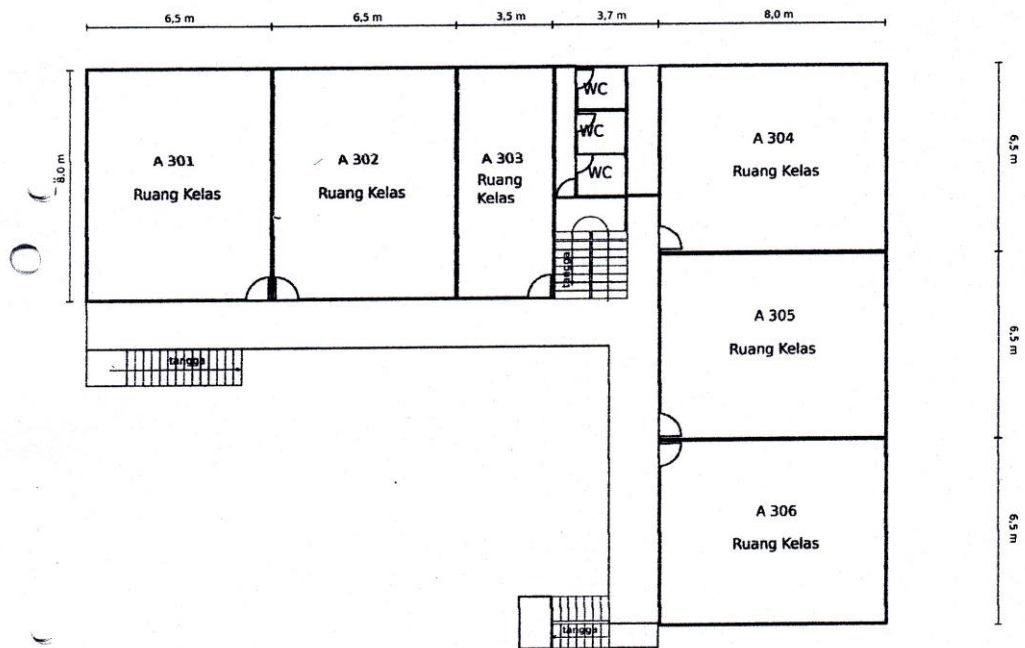 6,5 m
6,5 m
3,5 m
3,7 m
8,0 m
8,0 m
A 301
Ruang Kelas
A 302
Ruang Kelas
A 303
Ruang
Kelas
WC
WC
WC
tangga
A 304
Ruang Kelas
6,5 m
A 305
Ruang Kelas
6,5 m
A 306
Ruang Kelas
6,5 m
tangga
tangga